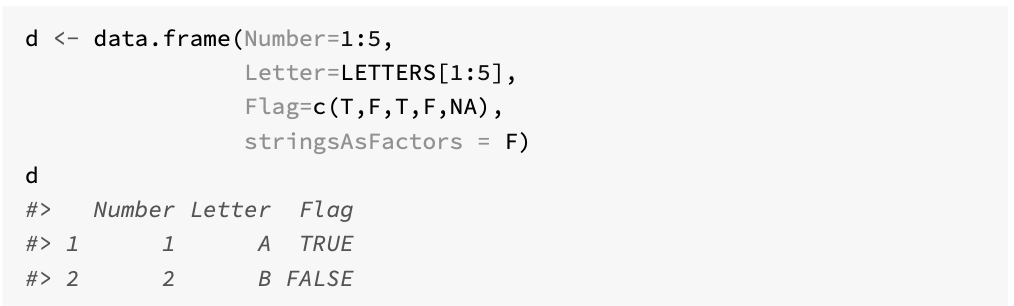 d <- data.frame(Number=1:5,
                Letter=LETTERS[1:5],
                Flag=c(T,F,T,F,NA),
                stringsAsFactors = F)
d
#>   Number Letter  Flag
#> 1      1      A  TRUE
#> 2      2      B FALSE